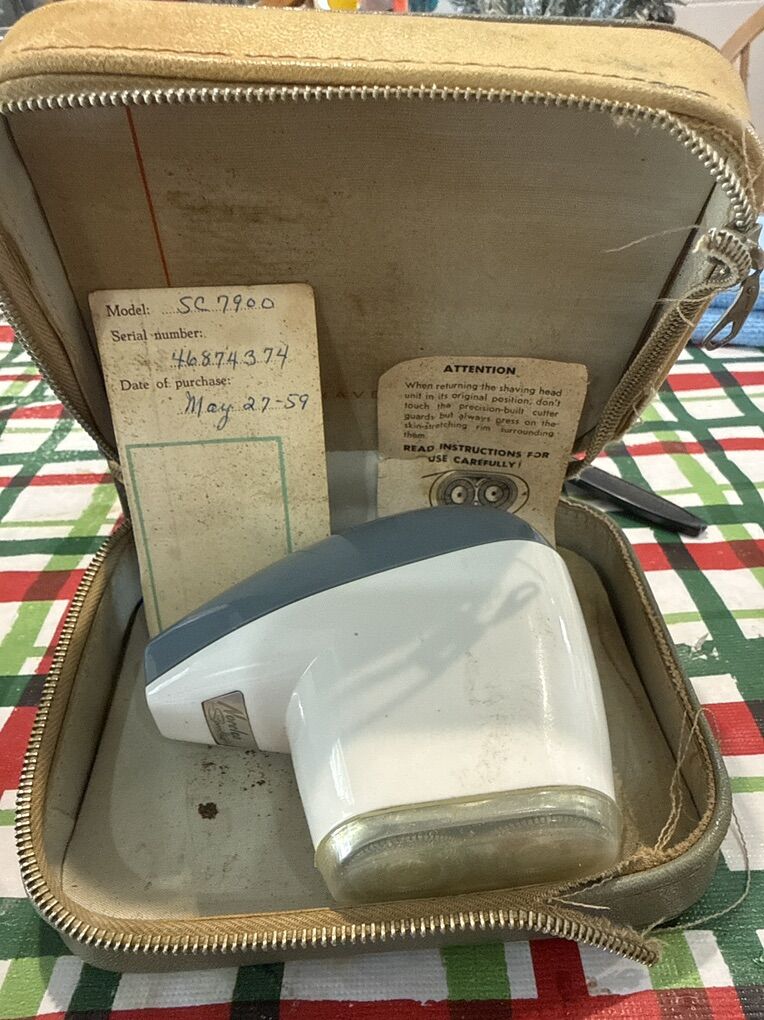 Model: SC 7900
Serial number:
46874374
Date of purchase:
May 27-59
ATTENTION
When returning the shaving head
unit in its original position, don't
touch the precision-built cutter
guards but always press on the
skin-stretching rim surrounding
them.
READ INSTRUCTIONS FOR
USE CAREFULLY!
Norelco